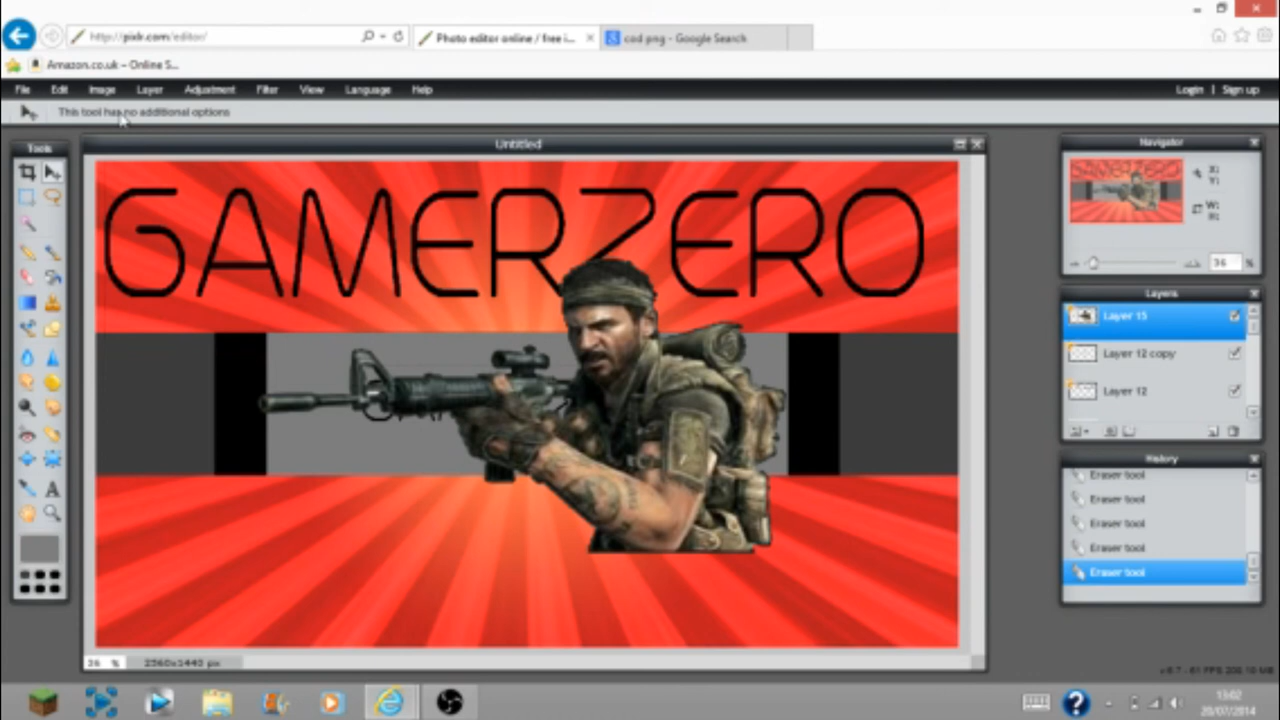 http://pixlr.com/editor/
Photo editor online / free i...
cod png - Google Search
Amazon.co.uk – Online S...
File Edit Image Layer Adjustment Filter View Language Help
Login | Sign up
This tool has no additional options
Tools
Untitled
Navigator
GAMERZERO
X:
Y:
W:
H:
36 %
Layers
Layer 15
Layer 12 copy
Layer 12
History
Eraser tool
Eraser tool
Eraser tool
Eraser tool
Eraser tool
36 % 2560x1440 px
13:02
20/07/2014